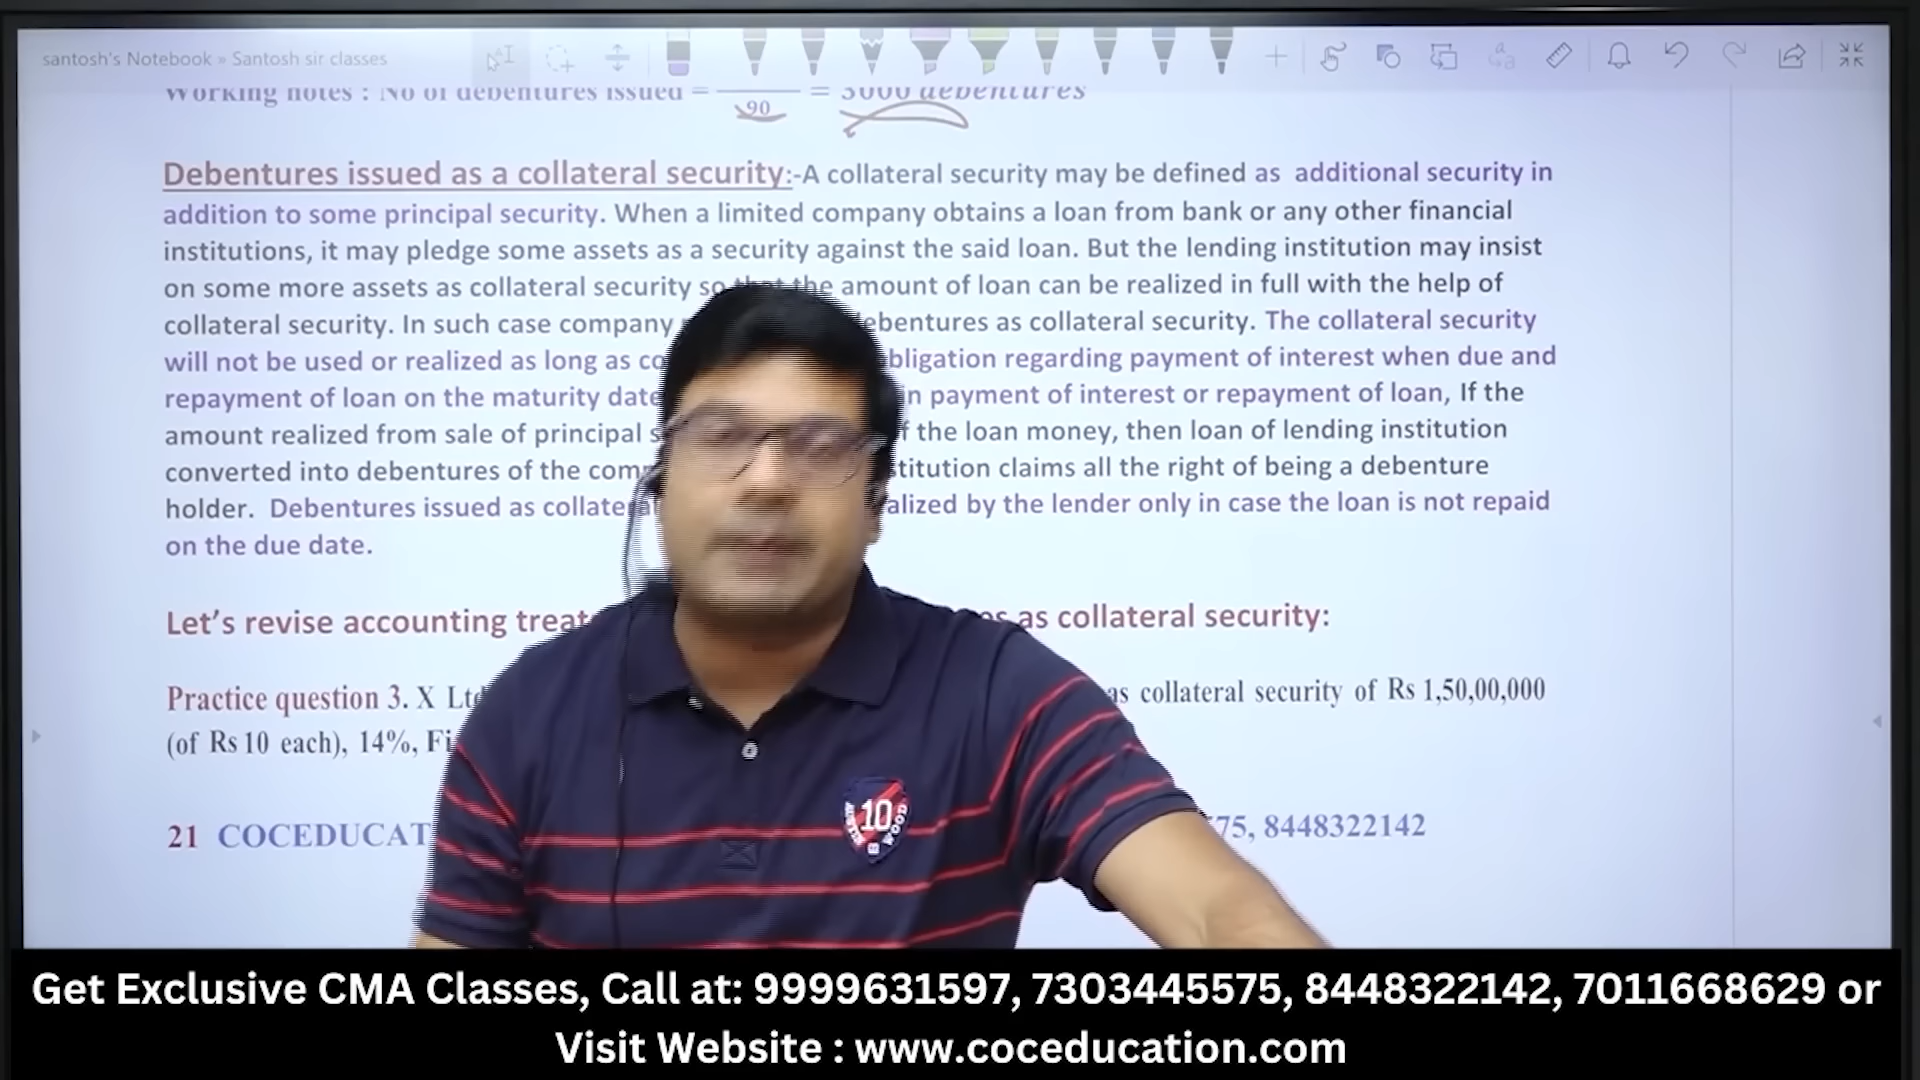 santosh's Notebook » Santosh sir classes
Working notes : No of debentures issued = = 3000 debentures
90
Debentures issued as a collateral security:-A collateral security may be defined as additional security in
addition to some principal security. When a limited company obtains a loan from bank or any other financial
institutions, it may pledge some assets as a security against the said loan. But the lending institution may insist
on some more assets as collateral security so that the amount of loan can be realized in full with the help of
collateral security. In such case company ebentures as collateral security. The collateral security
will not be used or realized as long as co bligation regarding payment of interest when due and
repayment of loan on the maturity date n payment of interest or repayment of loan, If the
amount realized from sale of principal s f the loan money, then loan of lending institution
converted into debentures of the com stitution claims all the right of being a debenture
holder. Debentures issued as collateral alized by the lender only in case the loan is not repaid
on the due date.
Let's revise accounting treat es as collateral security:
Practice question 3. X Ltd as collateral security of Rs 1,50,00,000
(of Rs 10 each), 14%, Fi
21 COCEDUCAT 75, 8448322142
10
WOOD
Get Exclusive CMA Classes, Call at: 9999631597, 7303445575, 8448322142, 7011668629 or
Visit Website : www.coceducation.com